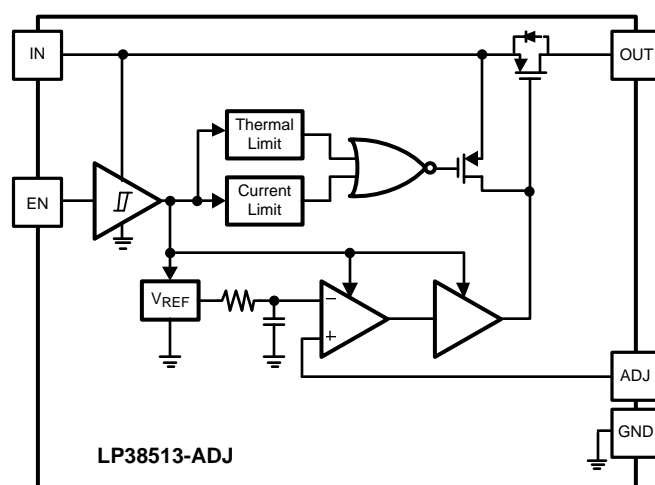 IN
OUT
Thermal
Limit
EN
Current
Limit
VREF
−
+
ADJ
GND
LP38513-ADJ